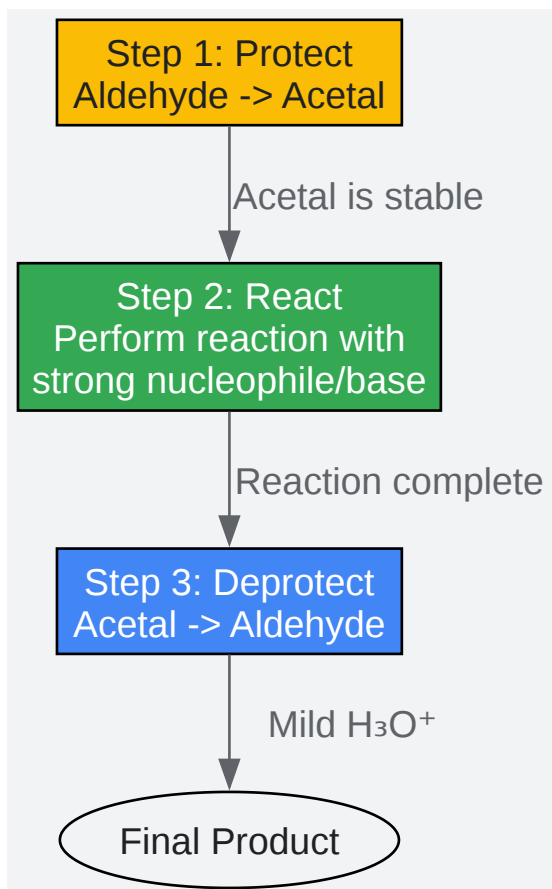 Step 1: Protect
Aldehyde -> Acetal
Acetal is stable
Step 2: React
Perform reaction with
strong nucleophile/base
Reaction complete
Step 3: Deprotect
Acetal -> Aldehyde
Mild H₃O⁺
Final Product